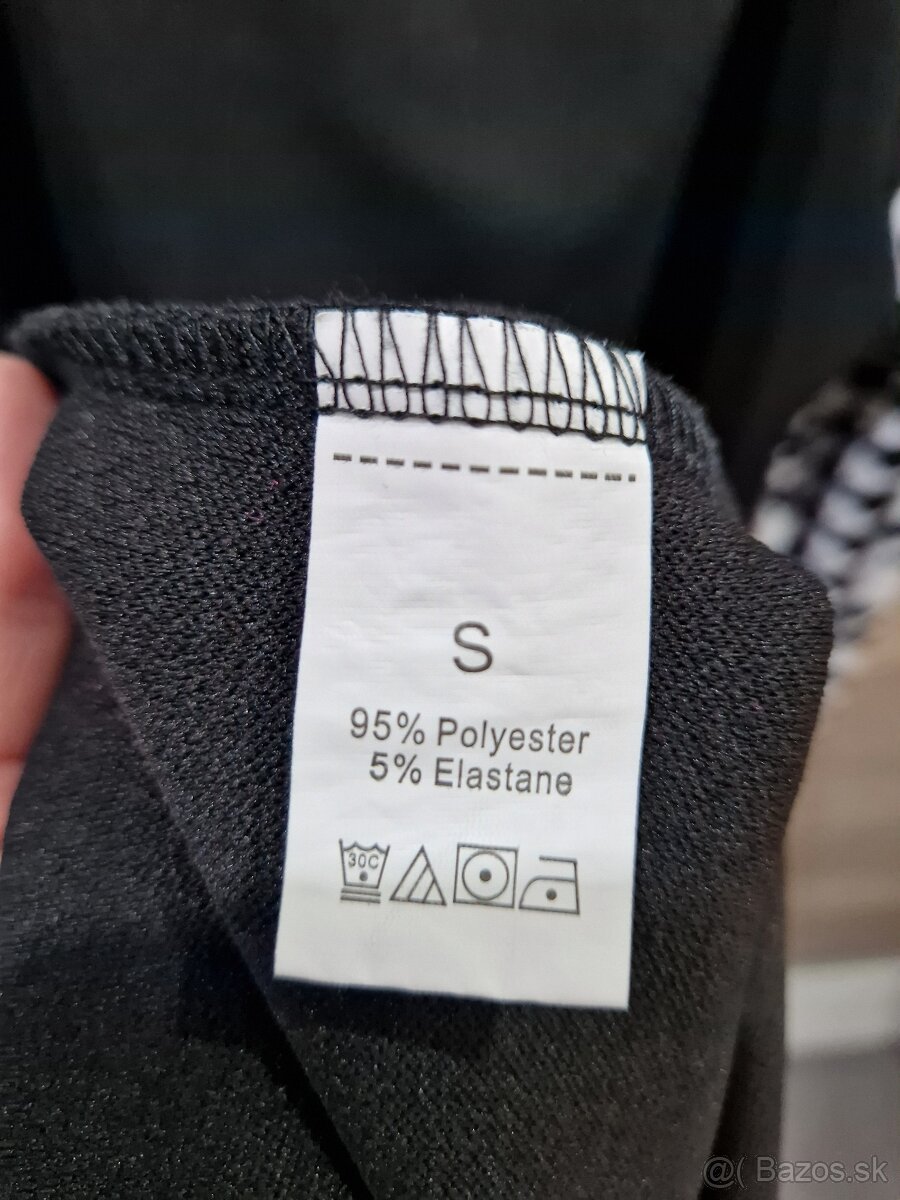 S
95% Polyester
5% Elastane
30C
@( Bazos.sk